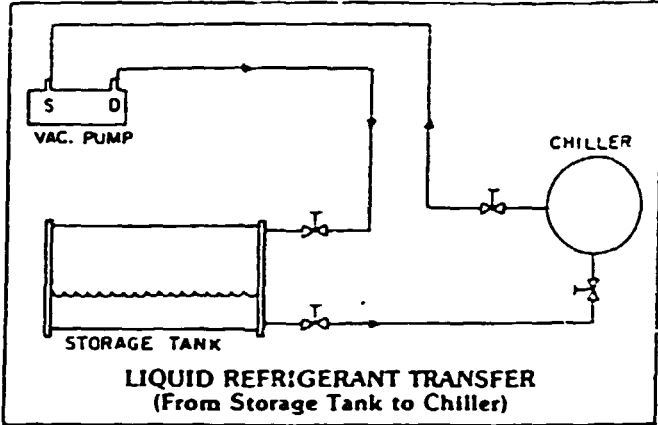 S D
VAC. PUMP
CHILLER
STORAGE TANK
LIQUID REFRIGERANT TRANSFER
(From Storage Tank to Chiller)